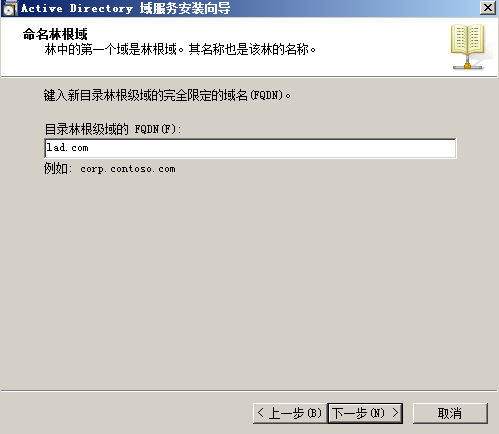 Active Directory 域服务安装向导
命名林根域
林中的第一个域是林根域。其名称也是该林的名称。
键入新目录林根级域的完全限定的域名(FQDN)。
目录林根级域的 FQDN(F):
lad.com
例如: corp.contoso.com
< 上一步(B) 下一步(N) > 取消